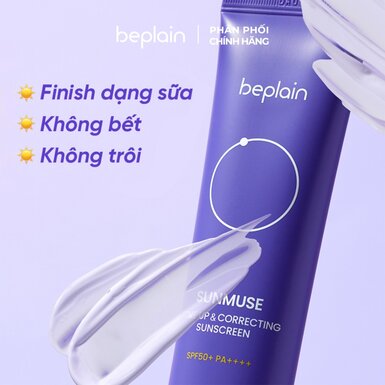 beplain
PHÂN PHỐI
CHÍNH HÃNG
Finish dạng sữa
Không bết
Không trôi
beplain
SUNMUSE
UP & CORRECTING
SUNSCREEN
SPF50+ PA++++